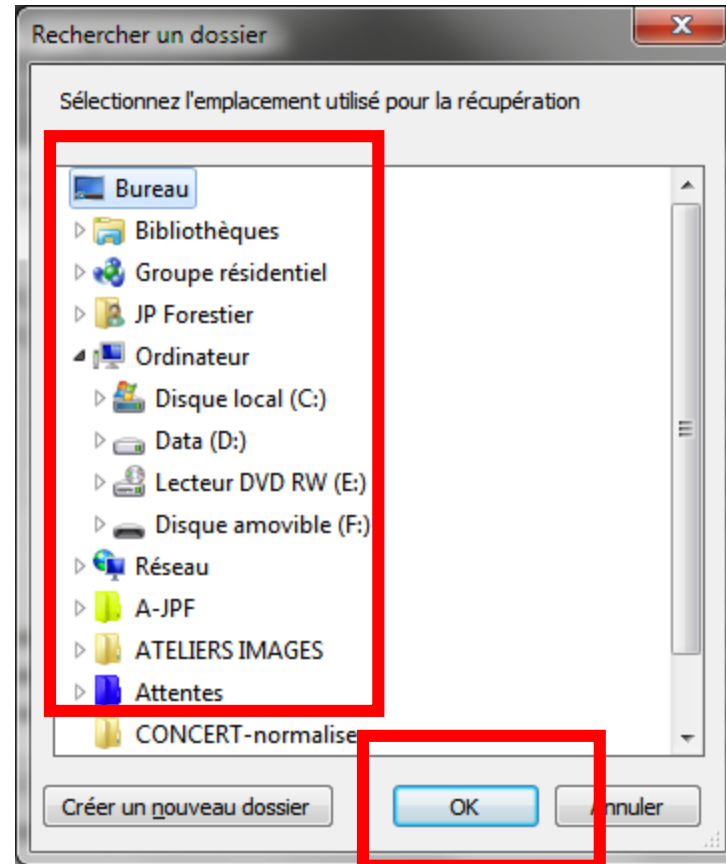 Rechercher un dossier
Sélectionnez l'emplacement utilisé pour la récupération
Bureau
Bibliothèques
Groupe résidentiel
JP Forestier
Ordinateur
Disque local (C:)
Data (D:)
Lecteur DVD RW (E:)
Disque amovible (F:)
Réseau
A-JPF
ATELIERS IMAGES
Attentes
CONCERT-normalise
Créer un nouveau dossier OK Annuler